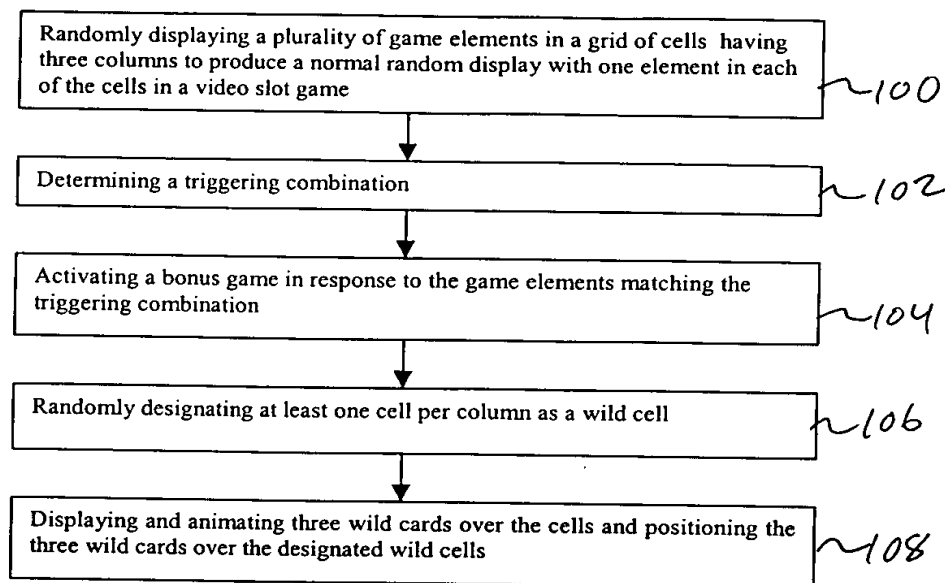 Randomly displaying a plurality of game elements in a grid of cells having
three columns to produce a normal random display with one element in each
of the cells in a video slot game
100
Determining a triggering combination
102
Activating a bonus game in response to the game elements matching the
triggering combination
104
Randomly designating at least one cell per column as a wild cell
106
Displaying and animating three wild cards over the cells and positioning the
three wild cards over the designated wild cells
108